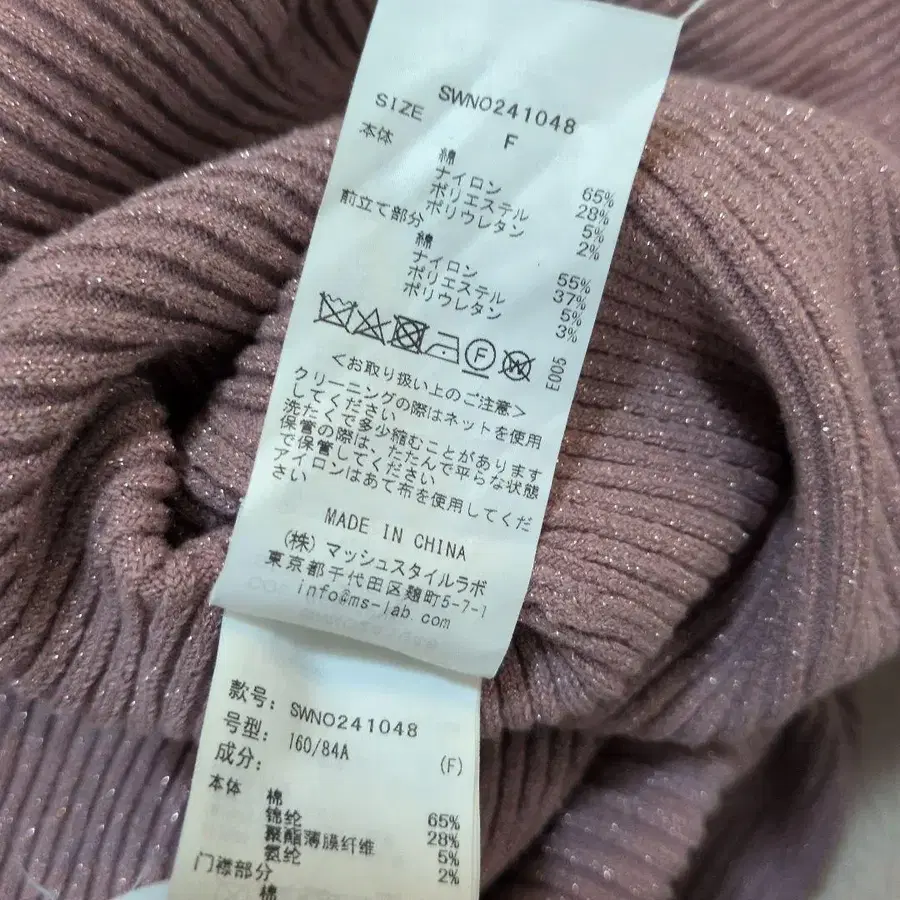 SWNO241048
SIZE F
本体
綿 65%
ナイロン 28%
ポリエステル 5%
ポリウレタン 2%
前立て部分
綿 55%
ナイロン 37%
ポリエステル 5%
ポリウレタン 3%
F W
E006
<お取り扱い上のご注意>
クリーニングの際はネットを使用
してください
洗たくで多少縮むことがあります
保管の際は、たたんで平らな状態
で保管してください
アイロンはあて布を使用してくだ
さい
MADE IN CHINA
(株) マッシュスタイルラボ
東京都千代田区麹町5-7-1
info@ms-lab.com
款号: SWNO241048
号型: 160/84A (F)
成分:
本体
棉 65%
锦纶 28%
聚酯薄膜纤维 5%
氨纶 2%
门襟部分
棉